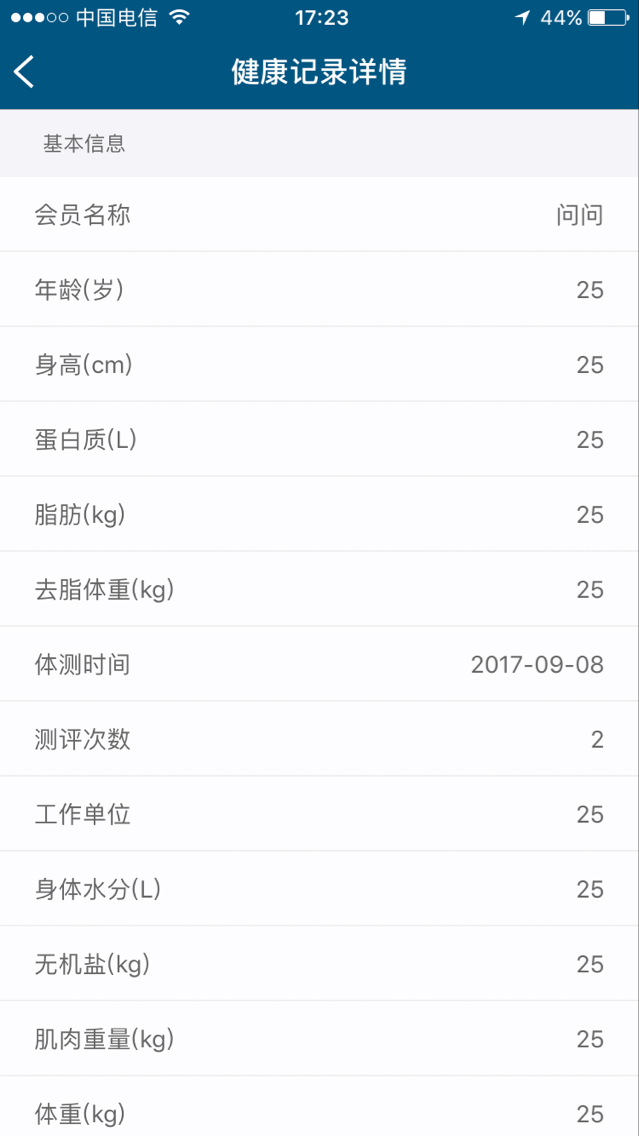 中国电信 17:23 44%
健康记录详情
基本信息
会员名称 问问
年龄(岁) 25
身高(cm) 25
蛋白质(L) 25
脂肪(kg) 25
去脂体重(kg) 25
体测时间 2017-09-08
测评次数 2
工作单位 25
身体水分(L) 25
无机盐(kg) 25
肌肉重量(kg) 25
体重(kg) 25